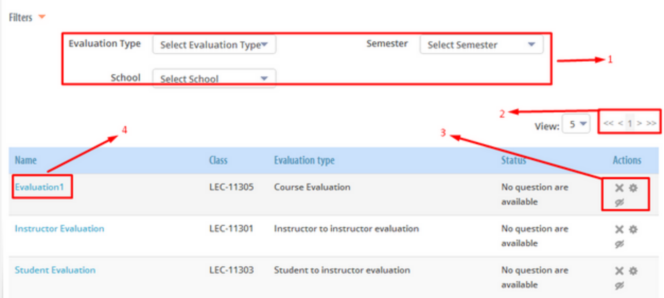 Filters
Evaluation Type Select Evaluation Type Semester Select Semester
1
School Select School
2
View: 5 << < 1 > >>
4
3
Name Class Evaluation type Status Actions
Evaluation1 LEC-11305 Course Evaluation No question are
available
Instructor Evaluation LEC-11301 Instructor to instructor evaluation No question are
available
Student Evaluation LEC-11303 Student to instructor evaluation No question are
available